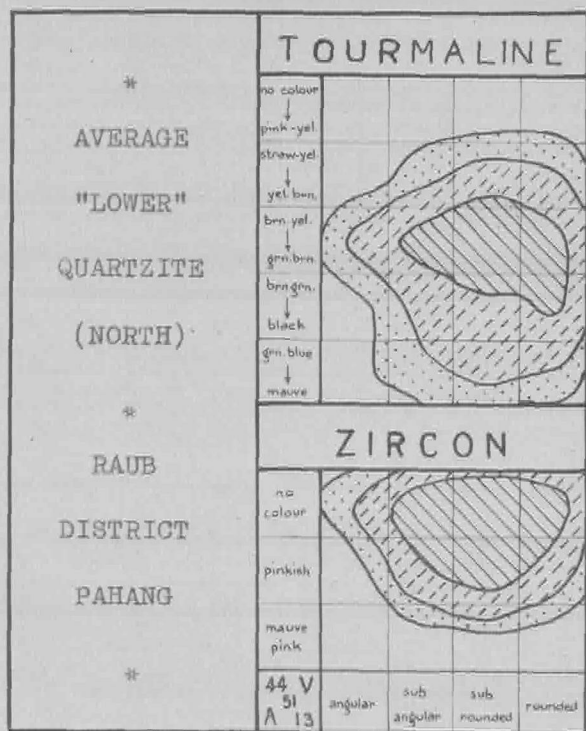 *
AVERAGE
"LOWER"
QUARTZITE
(NORTH)
*
RAUB
DISTRICT
PAHANG
*
TOURMALINE
no colour
pink-yel.
straw-yel.
yel. brn.
brn-yel.
grn. brn.
brn grn.
black
grn. blue
mauve
ZIRCON
no
colour
pinkish
mauve
pink
44 V
51
A 13
angular
sub
angular
sub
rounded
rounded